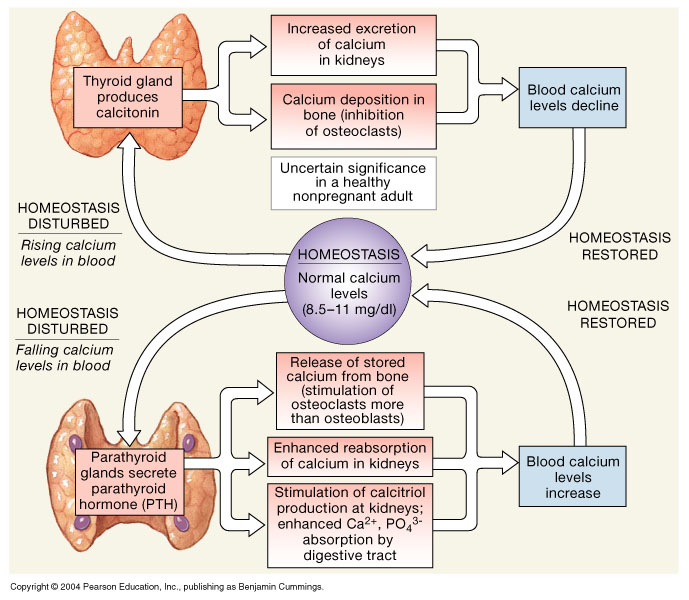 Thyroid gland
produces
calcitonin
Increased excretion
of calcium
in kidneys
Calcium deposition in
bone (inhibition
of osteoclasts)
Uncertain significance
in a healthy
nonpregnant adult
Blood calcium
levels decline
HOMEOSTASIS
DISTURBED
Rising calcium
levels in blood
HOMEOSTASIS
Normal calcium
levels
(8.5–11 mg/dl)
HOMEOSTASIS
RESTORED
HOMEOSTASIS
DISTURBED
Falling calcium
levels in blood
HOMEOSTASIS
RESTORED
Parathyroid
glands secrete
parathyroid
hormone (PTH)
Release of stored
calcium from bone
(stimulation of
osteoclasts more
than osteoblasts)
Enhanced reabsorption
of calcium in kidneys
Stimulation of calcitriol
production at kidneys;
enhanced Ca²⁺, PO₄³⁻
absorption by
digestive tract
Blood calcium
levels
increase
Copyright © 2004 Pearson Education, Inc., publishing as Benjamin Cummings.